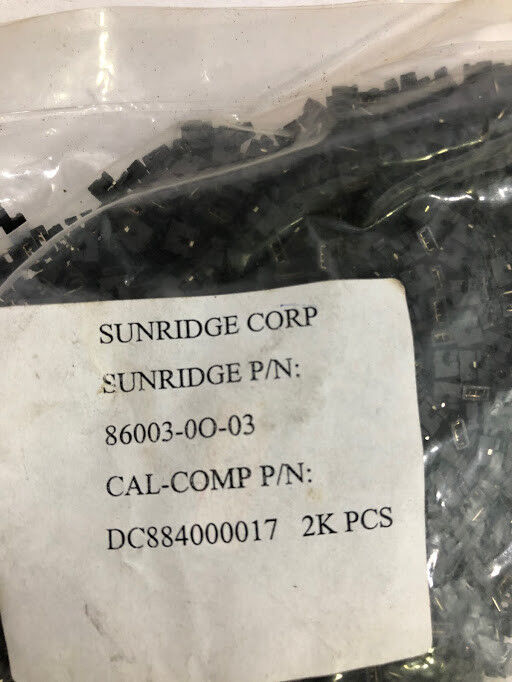 SUNRIDGE CORP
SUNRIDGE P/N:
86003-0O-03
CAL-COMP P/N:
DC884000017 2K PCS